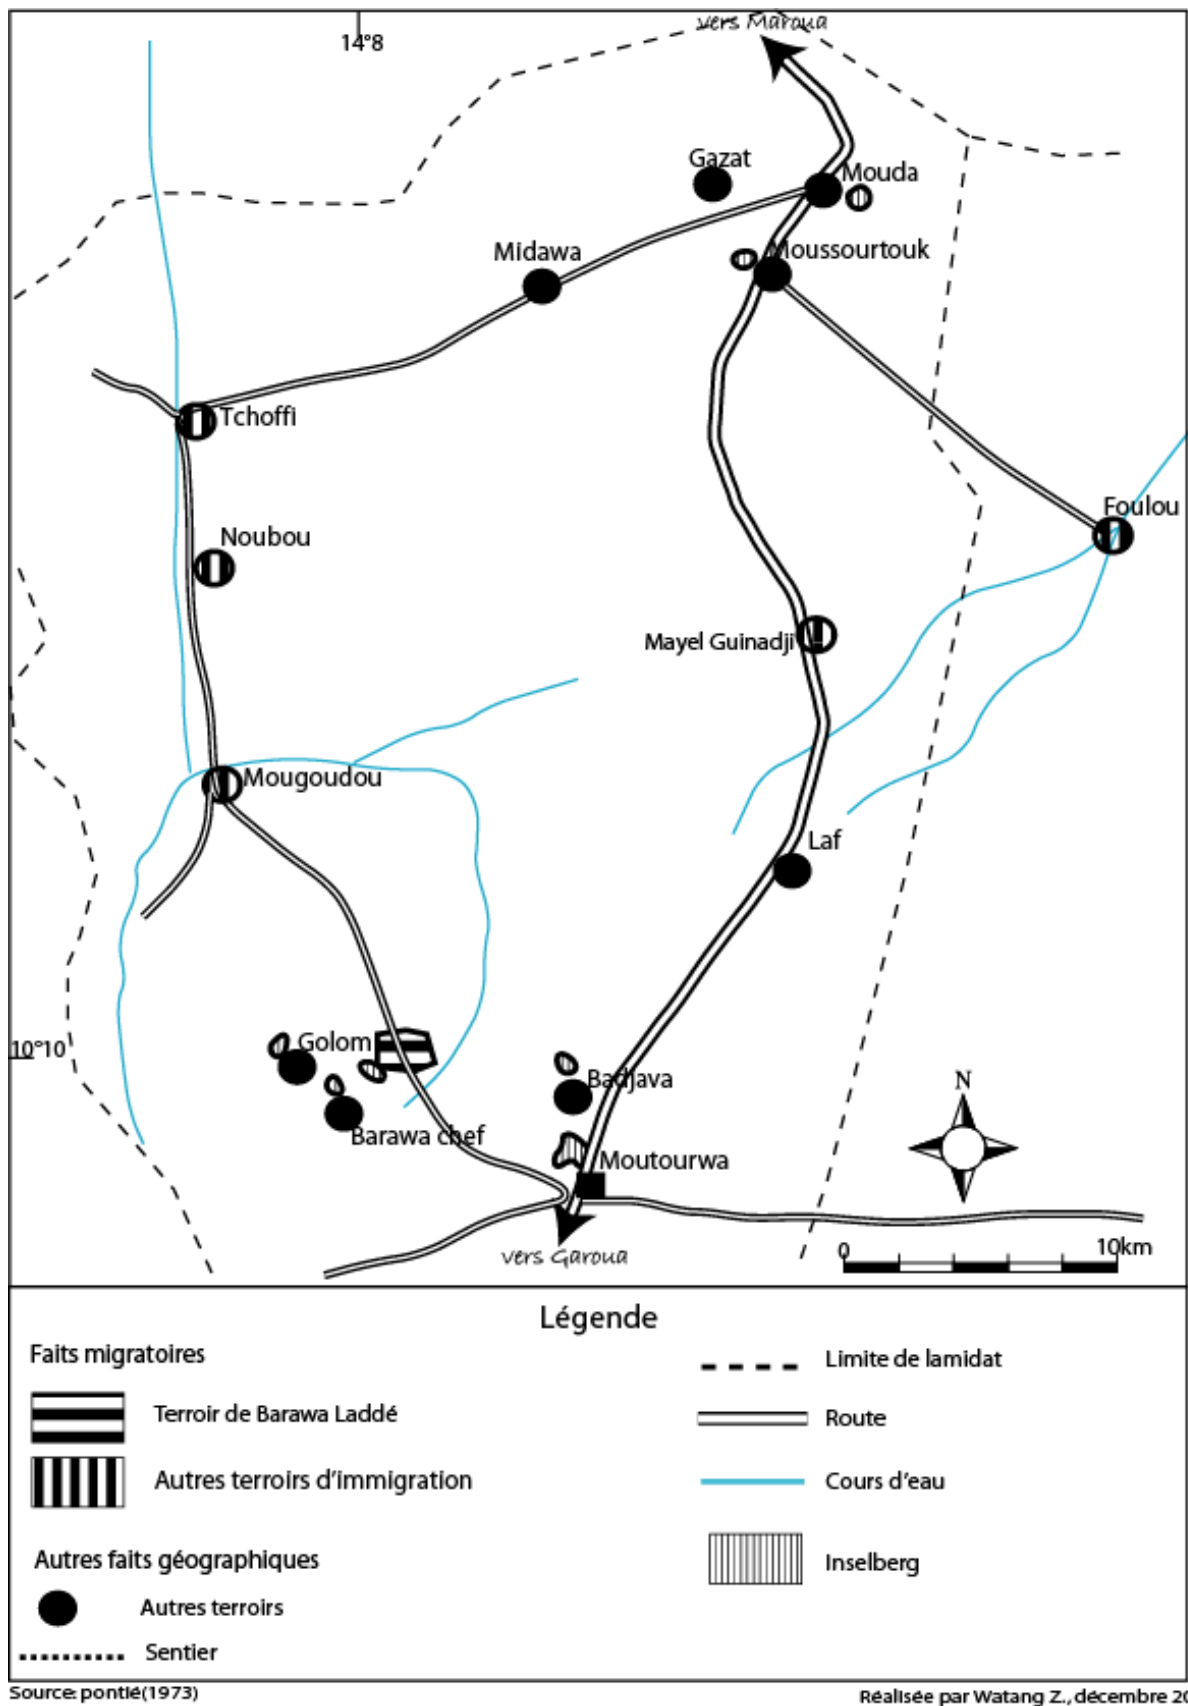 vers Maroua
14°8
Gazat
Mouda
Midawa
Moussourtouk
Tchoffi
Foulou
Noubou
Mayel Guinadji
Mougoudou
Laf
10°10
Golom
Badjava
N
Barawa chef
Moutourwa
vers Garoua
0 10km
Légende
Faits migratoires
Terroir de Barawa Laddé
Autres terroirs d'immigration
Autres faits géographiques
Autres terroirs
Sentier
Limite de lamidat
Route
Cours d'eau
Inselberg
Source: pontié(1973)
Réalisée par Watang Z., décembre 20